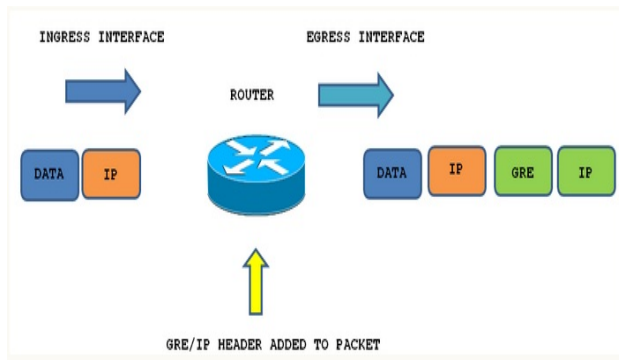 INGRESS INTERFACE
EGRESS INTERFACE
ROUTER
DATA
IP
DATA
IP
GRE
IP
GRE/IP HEADER ADDED TO PACKET